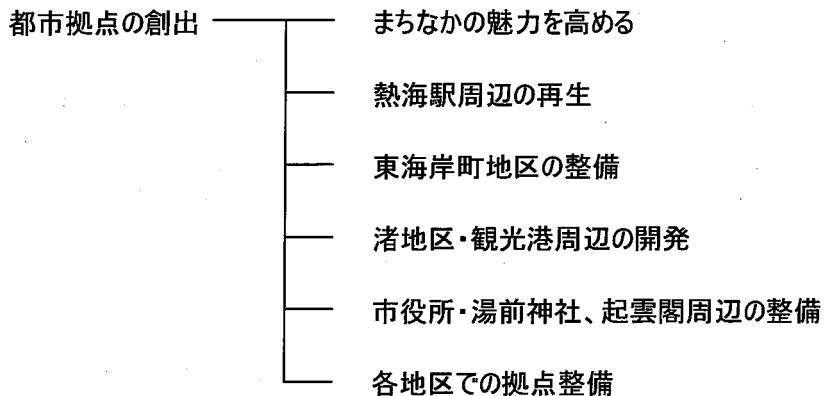 都市拠点の創出
まちなかの魅力を高める
熱海駅周辺の再生
東海岸町地区の整備
渚地区・観光港周辺の開発
市役所・湯前神社、起雲閣周辺の整備
各地区での拠点整備